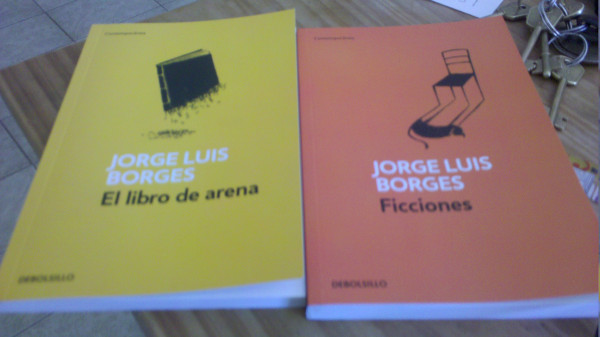 JORGE LUIS
BORGES
El libro de arena
DEBOLSILLO
JORGE LUIS
BORGES
Ficciones
DEBOLSILLO